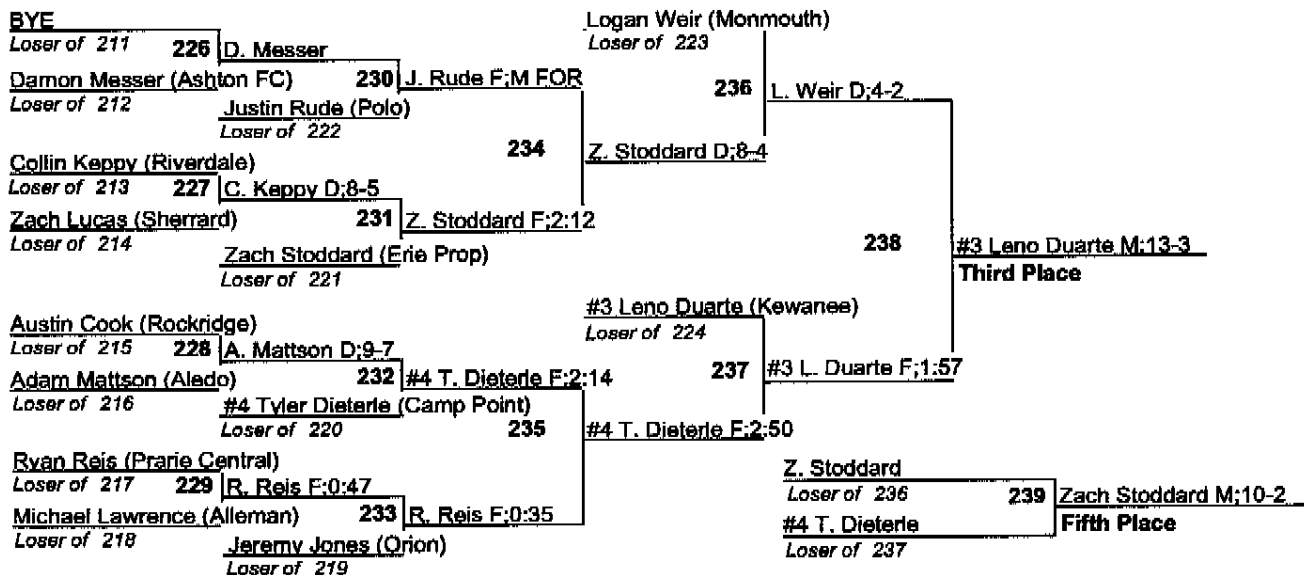 BYE
Loser of 211
226
D. Messer
Damon Messer (Ashton FC)
Loser of 212
230
J. Rude F;M FOR
Justin Rude (Polo)
Loser of 222
Collin Keppy (Riverdale)
Loser of 213
227
C. Keppy D;8-5
Zach Lucas (Sherrard)
Loser of 214
231
Z. Stoddard F;2:12
Zach Stoddard (Erie Prop)
Loser of 221
234
Z. Stoddard D;8-4
Logan Weir (Monmouth)
Loser of 223
236
L. Weir D;4-2
Austin Cook (Rockridge)
Loser of 215
228
A. Mattson D;9-7
Adam Mattson (Aledo)
Loser of 216
232
#4 T. Dieterle F;2:14
#4 Tyler Dieterle (Camp Point)
Loser of 220
Ryan Reis (Prarie Central)
Loser of 217
229
R. Reis F;0:47
Michael Lawrence (Alleman)
Loser of 218
233
R. Reis F;0:35
Jeremy Jones (Orion)
Loser of 219
235
#4 T. Dieterle F;2:50
#3 Leno Duarte (Kewanee)
Loser of 224
237
#3 L. Duarte F;1:57
238
#3 Leno Duarte M;13-3
Third Place
Z. Stoddard
Loser of 236
239
Zach Stoddard M;10-2
#4 T. Dieterle
Fifth Place
Loser of 237